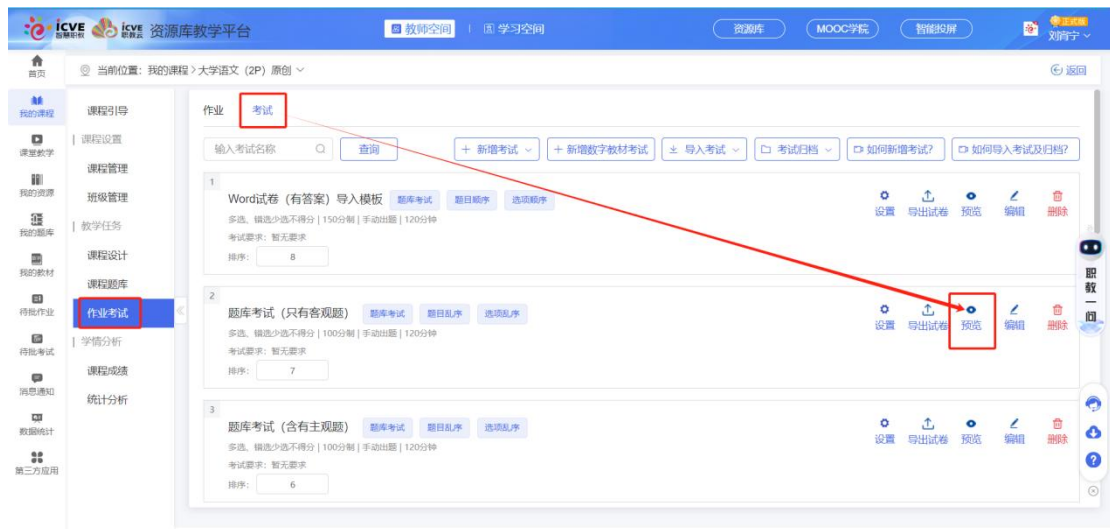 icve 智慧职教 icve 职教云 资源库教学平台 教师空间 学习空间 资源库 MOOC学院 智能投屏 正式版 刘宵宁
首页
当前位置：我的课程 > 大学语文（2P）原创
返回
我的课程
课堂教学
我的资源
我的题库
我的教材
待批作业
待批考试
消息通知
数据统计
第三方应用
课程引导
课程设置
课程管理
班级管理
教学任务
课程设计
课程题库
作业考试
学情分析
课程成绩
统计分析
作业 考试
输入考试名称 查询 + 新增考试 + 新增数字教材考试 导入考试 考试归档 如何新增考试? 如何导入考试及归档?
1
Word试卷（有答案）导入模板 题库考试 题目顺序 选项顺序
多选、错选少选不得分 | 150分制 | 手动出题 | 120分钟
考试要求：暂无要求
排序： 8
设置 导出试卷 预览 编辑 删除
2
题库考试（只有客观题） 题库考试 题目乱序 选项乱序
多选、错选少选不得分 | 100分制 | 手动出题 | 120分钟
考试要求：暂无要求
排序： 7
设置 导出试卷 预览 编辑 删除
3
题库考试（含有主观题） 题库考试 题目乱序 选项乱序
多选、错选少选不得分 | 100分制 | 手动出题 | 120分钟
考试要求：暂无要求
排序： 6
设置 导出试卷 预览 编辑 删除
职教一问